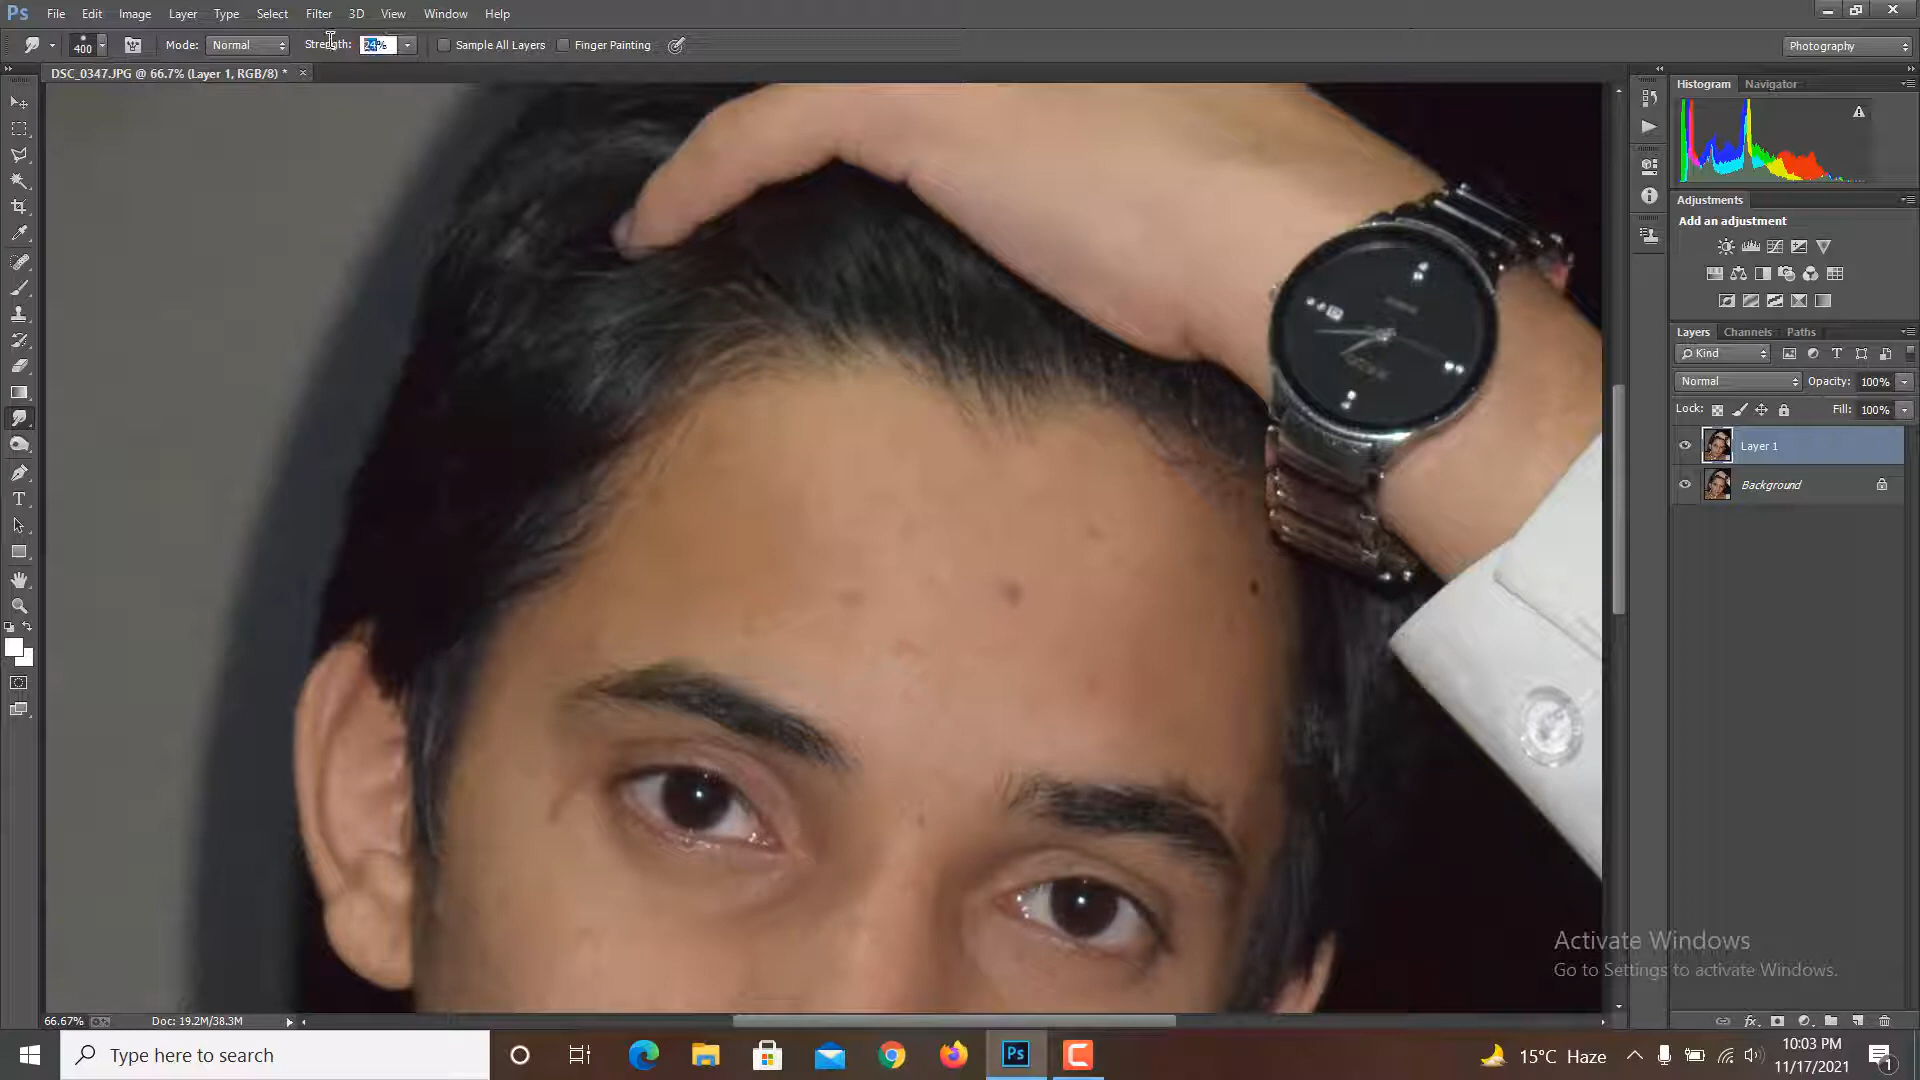 Ps File Edit Image Layer Type Select Filter 3D View Window Help
400 Mode: Normal Strength: 24% Sample All Layers Finger Painting Photography
DSC_0347.JPG @ 66.7% (Layer 1, RGB/8) * ×
Histogram Navigator
Adjustments
Add an adjustment
Layers Channels Paths
Kind
Normal Opacity: 100%
Lock: Fill: 100%
Layer 1
Background
Activate Windows
Go to Settings to activate Windows.
66.67% Doc: 19.2M/38.3M
Type here to search
Ps
15°C Haze
10:03 PM
11/17/2021
1